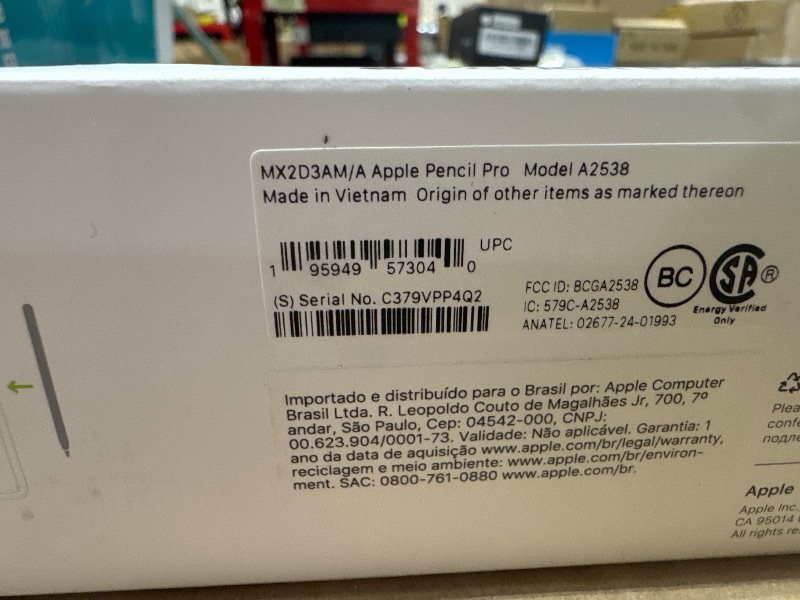 MX2D3AM/A Apple Pencil Pro Model A2538
Made in Vietnam Origin of other items as marked thereon
UPC
1 95949 57304 0
(S) Serial No. C379VPP4Q2
FCC ID: BCGA2538
IC: 579C-A2538
ANATEL: 02677-24-01993
BC
SA ®
Energy Verified
Only
Importado e distribuído para o Brasil por: Apple Computer
Brasil Ltda. R. Leopoldo Couto de Magalhães Jr, 700, 7º
andar, São Paulo, Cep: 04542-000, CNPJ:
00.623.904/0001-73. Validade: Não aplicável. Garantia: 1
ano da data de aquisição www.apple.com/br/legal/warranty,
reciclagem e meio ambiente: www.apple.com/br/environ-
ment. SAC: 0800-761-0880 www.apple.com/br.
Apple
Apple Inc.
CA 95014
All rights